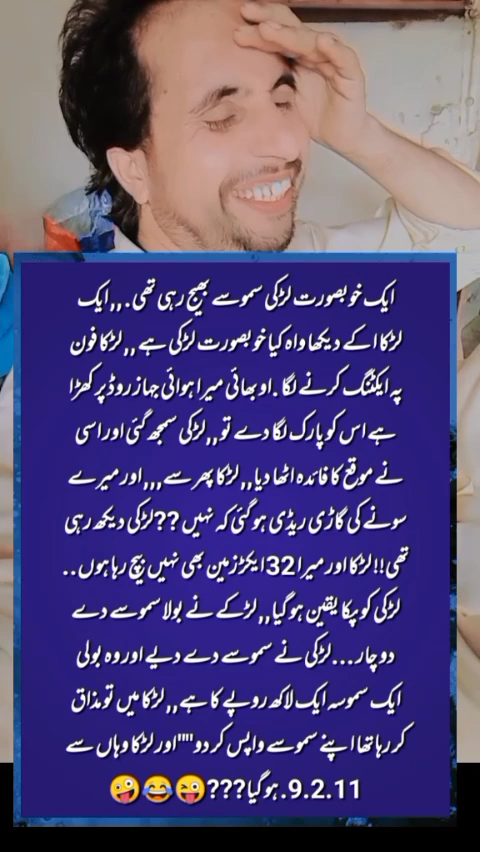 ایک خوبصورت لڑکی سموسے بھیج رہی تھی.,,ایک
لڑکا اکے دیکھا واہ کیا خوبصورت لڑکی ہے,,لڑکا فون
پہ ایکٹنگ کرنے لگا.او بھائی میرا ہوائی جہاز روڈ پر کھڑا
ہے اس کو پارک لگا دے تو,,لڑکی سمجھ گئی اور اسی
نے موقع کا فائدہ اٹھا دیا,,لڑکا پھر سے,,,اور میرے
سونے کی گاڑی ریڈی ہو گئی کہ نہیں??لڑکی دیکھ رہی
تھی!!لڑکا اور میرا 32 ایکڑ زمین بھی نہیں بیچ رہا ہوں..
لڑکی کو پکا یقین ہو گیا,,لڑکے نے بولا سموسے دے
دو چار...لڑکی نے سموسے دے دیے اور وہ بولی
ایک سموسہ ایک لاکھ روپے کا ہے,,لڑکا میں تو مذاق
کر رہا تھا اپنے سموسے واپس کر دو""اور لڑکا وہاں سے
9.2.11.ہو گیا???😜😂🤪